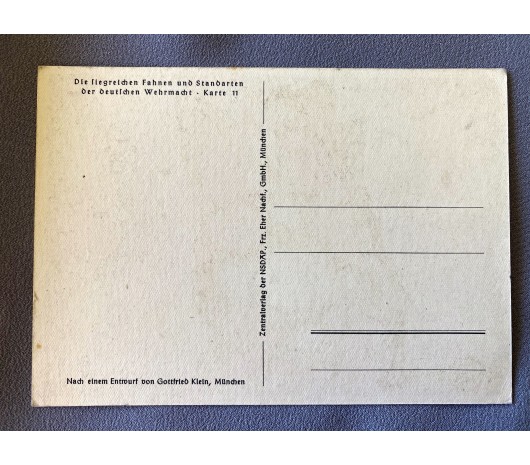 Die siegreichen Fahnen und Standarten
der deutschen Wehrmacht - Karte 11
Zentralverlag der NSDAP., Frz. Eher Nachf., GmbH., München
Nach einem Entwurf von Gottfried Klein, München